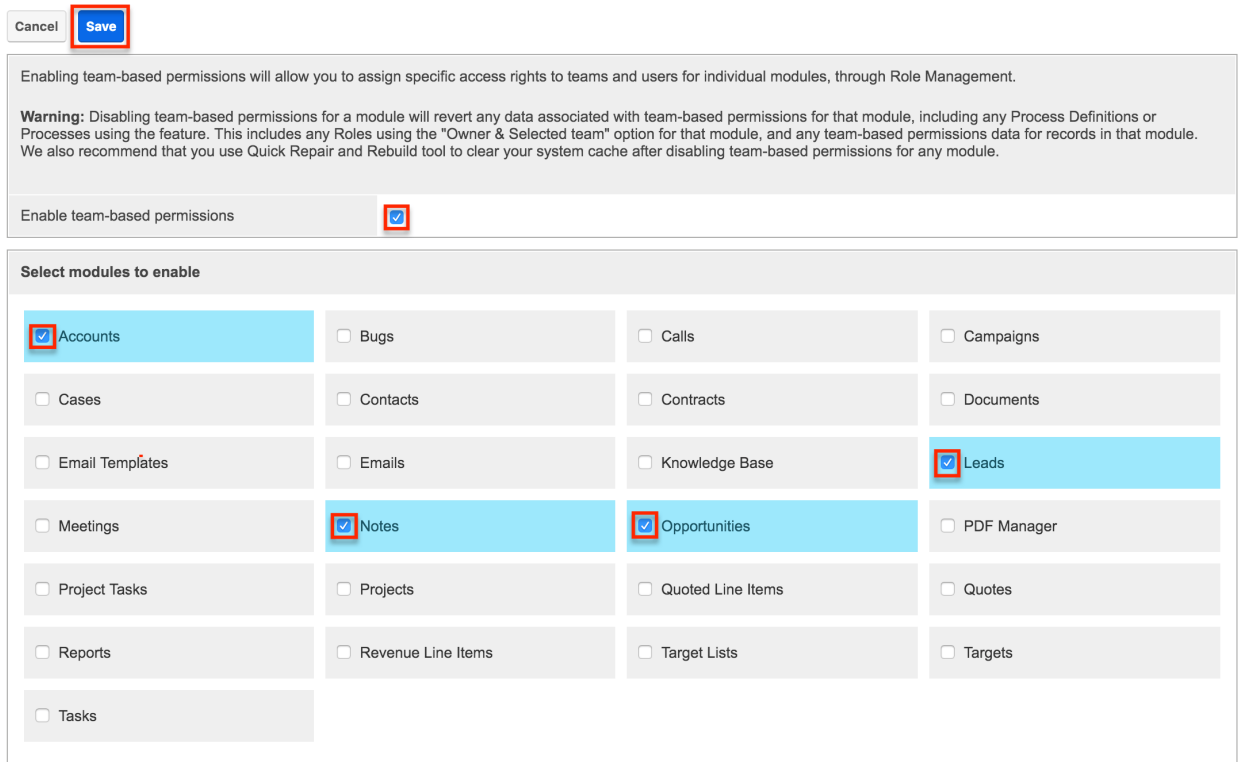 Cancel Save
Enabling team-based permissions will allow you to assign specific access rights to teams and users for individual modules, through Role Management.
Warning: Disabling team-based permissions for a module will revert any data associated with team-based permissions for that module, including any Process Definitions or
Processes using the feature. This includes any Roles using the "Owner & Selected team" option for that module, and any team-based permissions data for records in that module.
We also recommend that you use Quick Repair and Rebuild tool to clear your system cache after disabling team-based permissions for any module.
Enable team-based permissions
Select modules to enable
Accounts Bugs Calls Campaigns
Cases Contacts Contracts Documents
Email Templates Emails Knowledge Base Leads
Meetings Notes Opportunities PDF Manager
Project Tasks Projects Quoted Line Items Quotes
Reports Revenue Line Items Target Lists Targets
Tasks